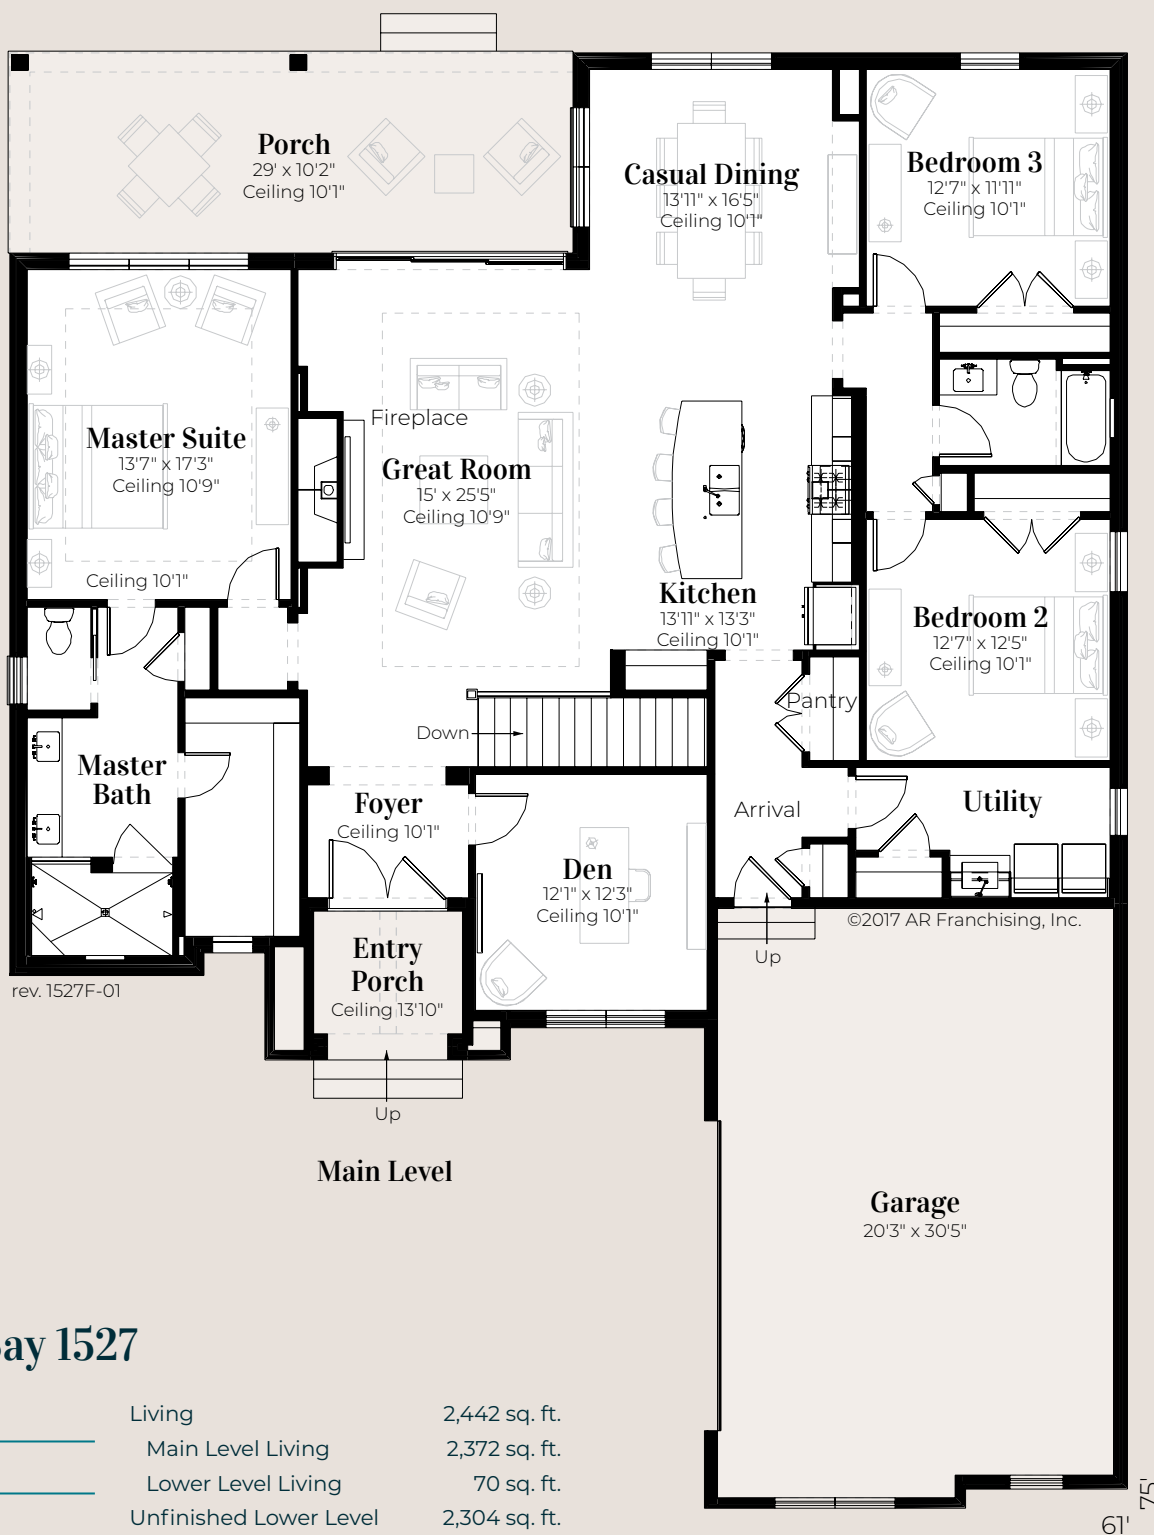 Porch
29' x 10'2"
Ceiling 10'1"
Casual Dining
13'11" x 16'5"
Ceiling 10'1"
Bedroom 3
12'7" x 11'11"
Ceiling 10'1"
Master Suite
13'7" x 17'3"
Ceiling 10'9"
Ceiling 10'1"
Fireplace
Great Room
15' x 25'5"
Ceiling 10'9"
Kitchen
13'11" x 13'3"
Ceiling 10'1"
Bedroom 2
12'7" x 12'5"
Ceiling 10'1"
Pantry
Down
Master
Bath
Foyer
Ceiling 10'1"
Arrival
Utility
Den
12'1" x 12'3"
Ceiling 10'1"
©2017 AR Franchising, Inc.
Up
Entry
Porch
Ceiling 13'10"
rev. 1527F-01
Up
Main Level
Garage
20'3" x 30'5"
ay 1527
Living 2,442 sq. ft.
Main Level Living 2,372 sq. ft.
Lower Level Living 70 sq. ft.
Unfinished Lower Level 2,304 sq. ft.
75'
61'